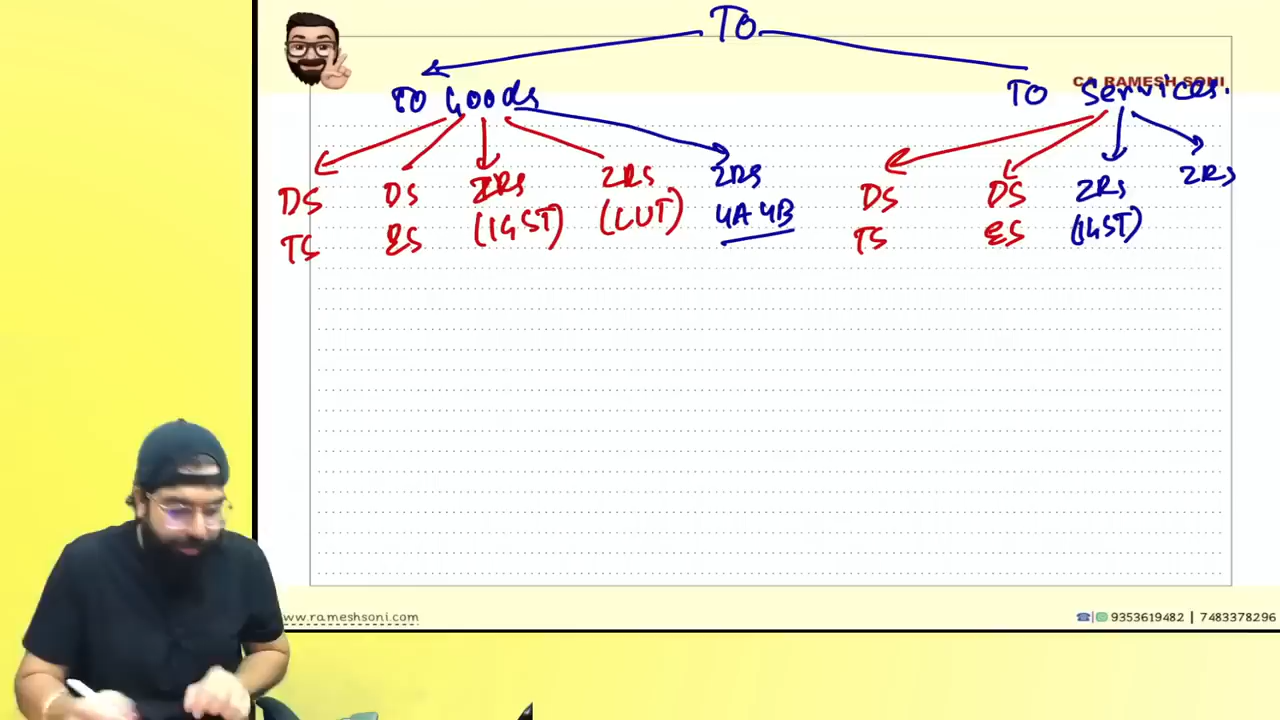 TO
TO Goods
TO Services.
CA RAMESH SONI
DS
TS
DS
ES
ZRS
(IGST)
ZRS
(LUT)
ZRS
4A 4B
DS
TS
DS
ES
ZRS
(IGST)
ZRS
www.rameshsoni.com
9353619482 | 7483378296